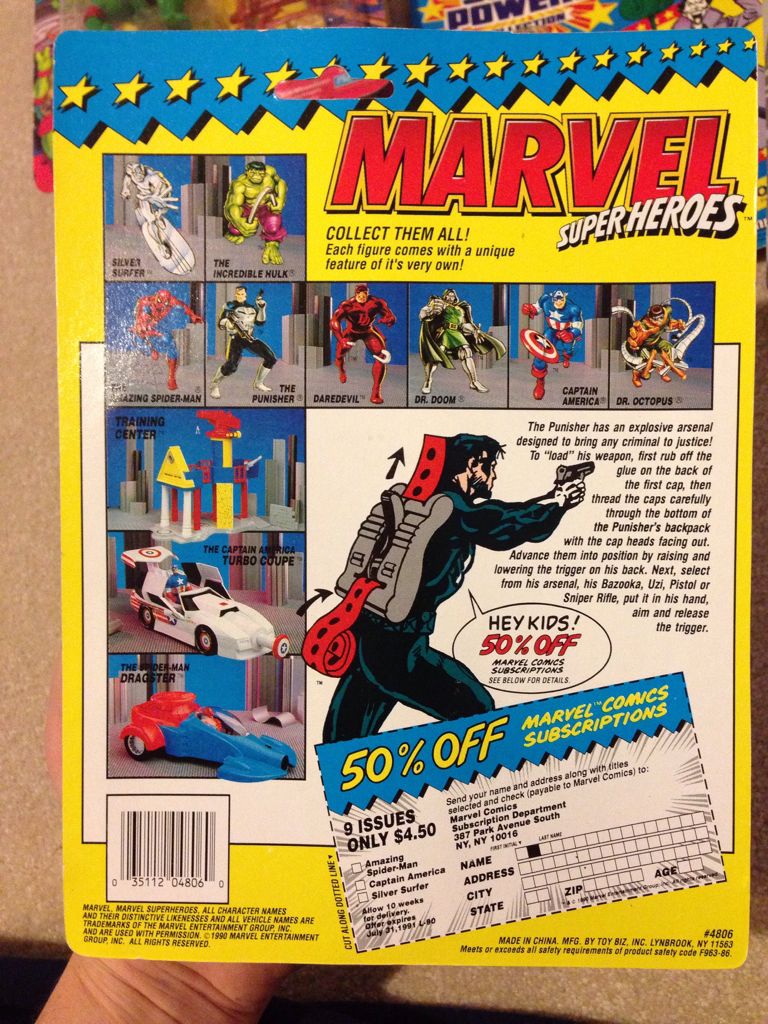 POWER
COLLECTION
MARVEL
SUPER HEROES™
COLLECT THEM ALL!
Each figure comes with a unique
feature of it's very own!
SILVER
SURFER™
THE
INCREDIBLE HULK®
THE
AMAZING SPIDER-MAN
THE
PUNISHER®
DAREDEVIL™
DR. DOOM®
CAPTAIN
AMERICA®
DR. OCTOPUS®
TRAINING
CENTER™
THE CAPTAIN AMERICA
TURBO COUPE™
THE SPIDER-MAN
DRAGSTER™
The Punisher has an explosive arsenal
designed to bring any criminal to justice!
To "load" his weapon, first rub off the
glue on the back of
the first cap, then
thread the caps carefully
through the bottom of
the Punisher's backpack
with the cap heads facing out.
Advance them into position by raising and
lowering the trigger on his back. Next, select
from his arsenal, his Bazooka, Uzi, Pistol or
Sniper Rifle, put it in his hand,
aim and release
the trigger.
HEY KIDS!
50% OFF
MARVEL COMICS
SUBSCRIPTIONS
SEE BELOW FOR DETAILS.
™
50% OFF
MARVEL™ COMICS
SUBSCRIPTIONS
9 ISSUES
ONLY $4.50
Amazing
Spider-Man
Captain America
Silver Surfer
Allow 10 weeks
for delivery.
Offer expires
July 31, 1991 L-90
Send your name and address along with titles
selected and check (payable to Marvel Comics) to:
Marvel Comics
Subscription Department
387 Park Avenue South
NY, NY 10016
FIRST INITIAL
LAST NAME
NAME
ADDRESS
CITY
STATE
ZIP
AGE
CUT ALONG DOTTED LINE
0 35112 04806 0
MARVEL, MARVEL SUPERHEROES, ALL CHARACTER NAMES
AND THEIR DISTINCTIVE LIKENESSES AND ALL VEHICLE NAMES ARE
TRADEMARKS OF THE MARVEL ENTERTAINMENT GROUP, INC.
AND ARE USED WITH PERMISSION. ©1990 MARVEL ENTERTAINMENT
GROUP, INC. ALL RIGHTS RESERVED.
#4806
MADE IN CHINA. MFG. BY TOY BIZ, INC. LYNBROOK, NY 11563
Meets or exceeds all safety requirements of product safety code F963-86.